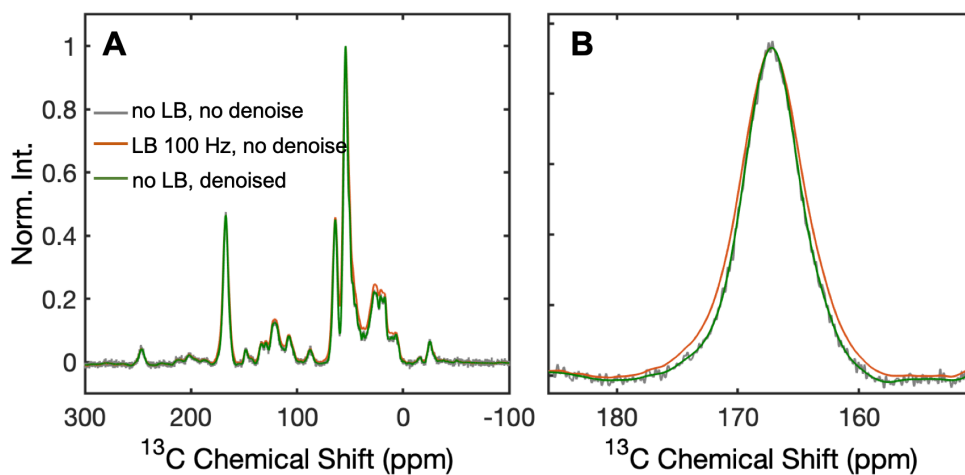 A
B
1
0.8
0.6
0.4
0.2
0
Norm. Int.
no LB, no denoise
LB 100 Hz, no denoise
no LB, denoised
300 200 100 0 -100
180 170 160
¹³C Chemical Shift (ppm)
¹³C Chemical Shift (ppm)